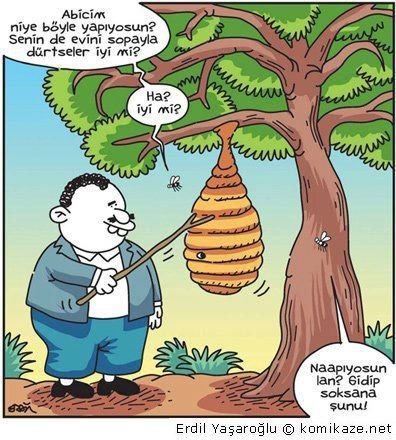 Abicim
niye böyle yapıyosun?
Senin de evini sopayla
dürtseler iyi mi?
Ha?
iyi mi?
Naapıyosun
lan? Gidip
soksana
şunu!
Erdil Yaşaroğlu © komikaze.net